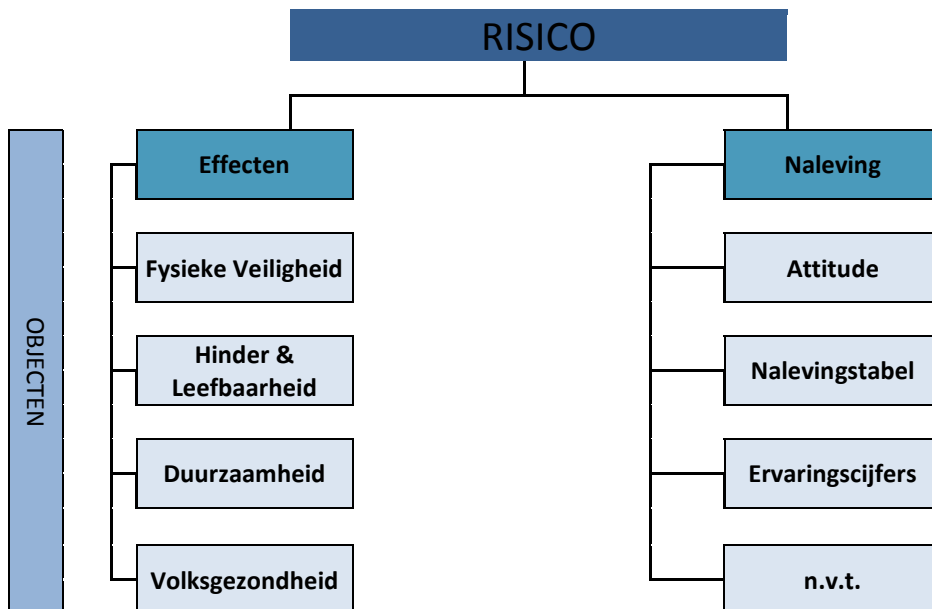 RISICO
OBJECTEN
Effecten
Fysieke Veiligheid
Hinder &
Leefbaarheid
Duurzaamheid
Volksgezondheid
Naleving
Attitude
Nalevingstabel
Ervaringscijfers
n.v.t.